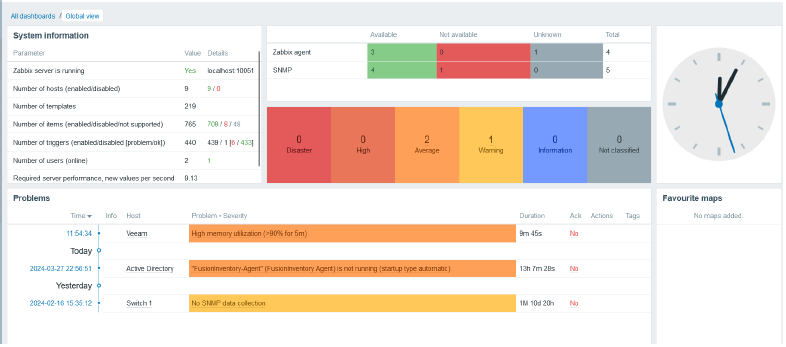 All dashboards / Global view
System information
Parameter Value Details
Zabbix server is running Yes localhost:10051
Number of hosts (enabled/disabled) 9 9 / 0
Number of templates 219
Number of items (enabled/disabled/not supported) 765 709 / 8 / 48
Number of triggers (enabled/disabled [problem/ok]) 440 439 / 1 [6 / 433]
Number of users (online) 2 1
Required server performance, new values per second 9.13
Available Not available Unknown Total
Zabbix agent 3 0 1 4
SNMP 4 1 0 5
0 0 2 1 0 0
Disaster High Average Warning Information Not classified
Problems
Time Info Host Problem • Severity Duration Ack Actions Tags
11:54:34 Veeam High memory utilization (>90% for 5m) 9m 45s No
Today
2024-03-27 22:56:51 Active Directory "FusionInventory-Agent" (FusionInventory Agent) is not running (startup type automatic) 13h 7m 28s No
Yesterday
2024-02-16 15:35:12 Switch 1 No SNMP data collection 1M 10d 20h No
Favourite maps
No maps added.